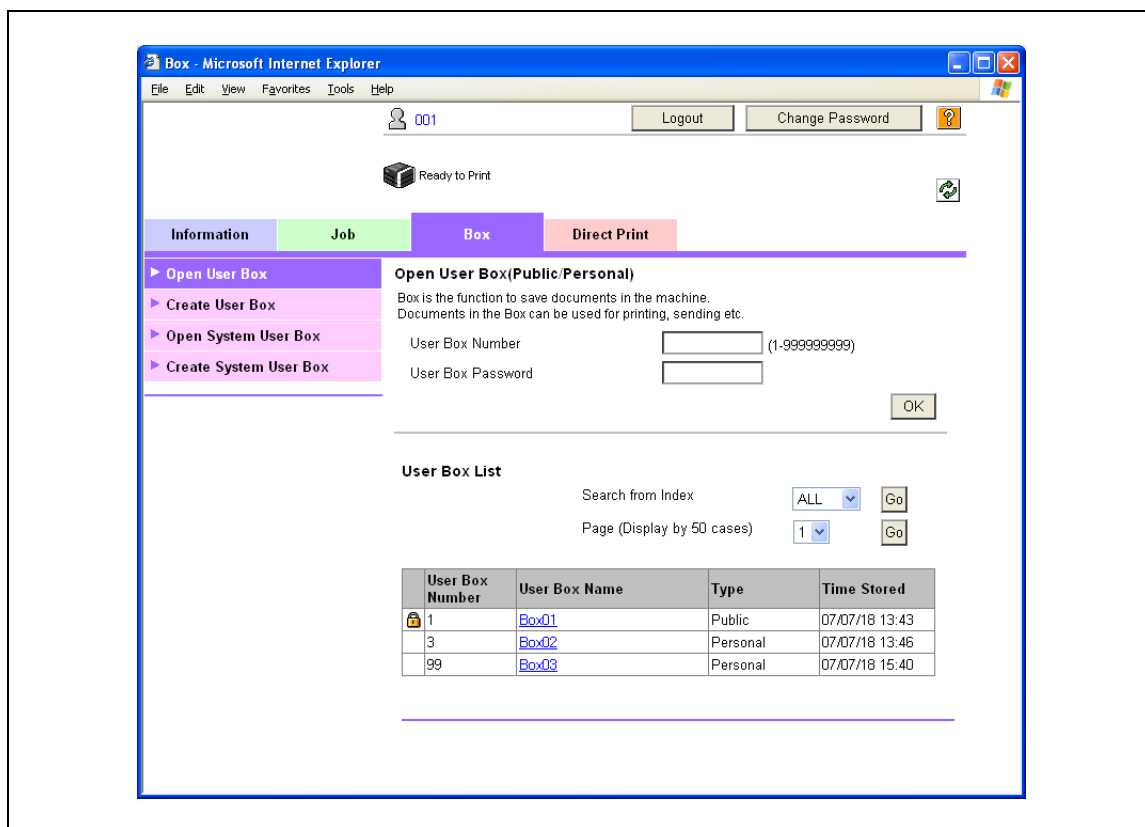 Box - Microsoft Internet Explorer
File Edit View Favorites Tools Help
001 Logout Change Password ?
Ready to Print
Information Job Box Direct Print
Open User Box
Create User Box
Open System User Box
Create System User Box
Open User Box(Public/Personal)
Box is the function to save documents in the machine.
Documents in the Box can be used for printing, sending etc.
User Box Number (1-999999999)
User Box Password
OK
User Box List
Search from Index ALL Go
Page (Display by 50 cases) 1 Go
User Box Number User Box Name Type Time Stored
1 Box01 Public 07/07/18 13:43
3 Box02 Personal 07/07/18 13:46
99 Box03 Personal 07/07/18 15:40